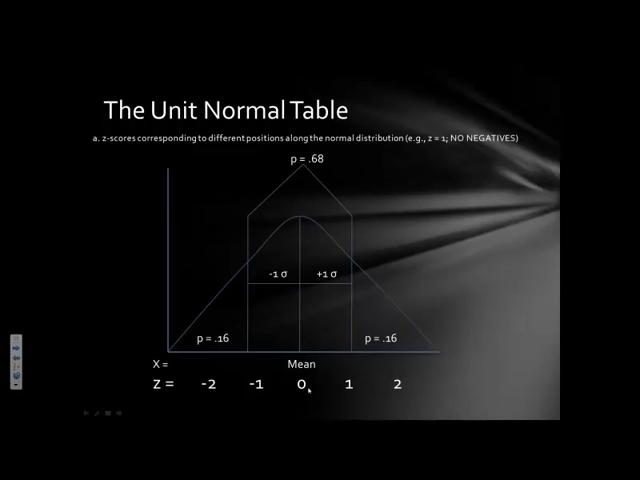 The Unit Normal Table
a. z-scores corresponding to different positions along the normal distribution (e.g., z = 1; NO NEGATIVES)
p = .68
-1 σ +1 σ
p = .16 p = .16
X = Mean
Z = -2 -1 0 1 2